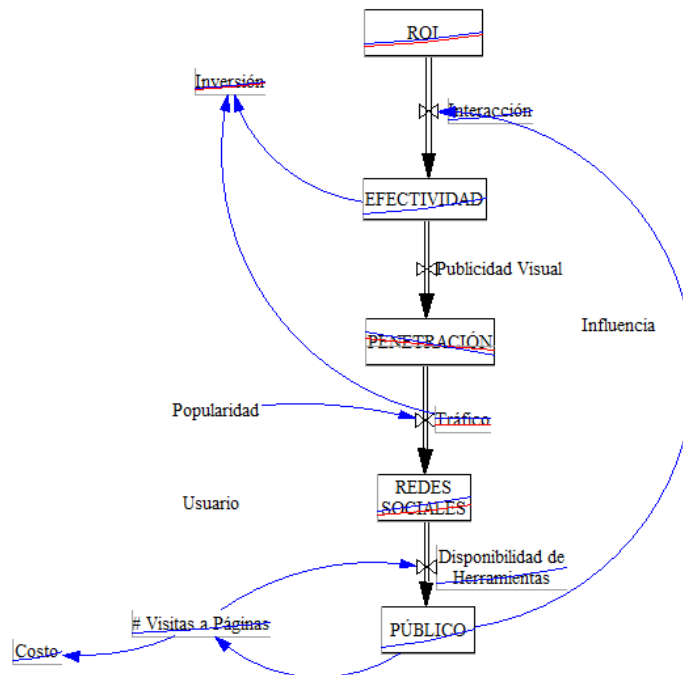 ROI
Inversión
Interacción
EFECTIVIDAD
Publicidad Visual
Influencia
PENETRACIÓN
Popularidad
Tráfico
REDES
SOCIALES
Usuario
Disponibilidad de
Herramientas
# Visitas a Páginas
PÚBLICO
Costo